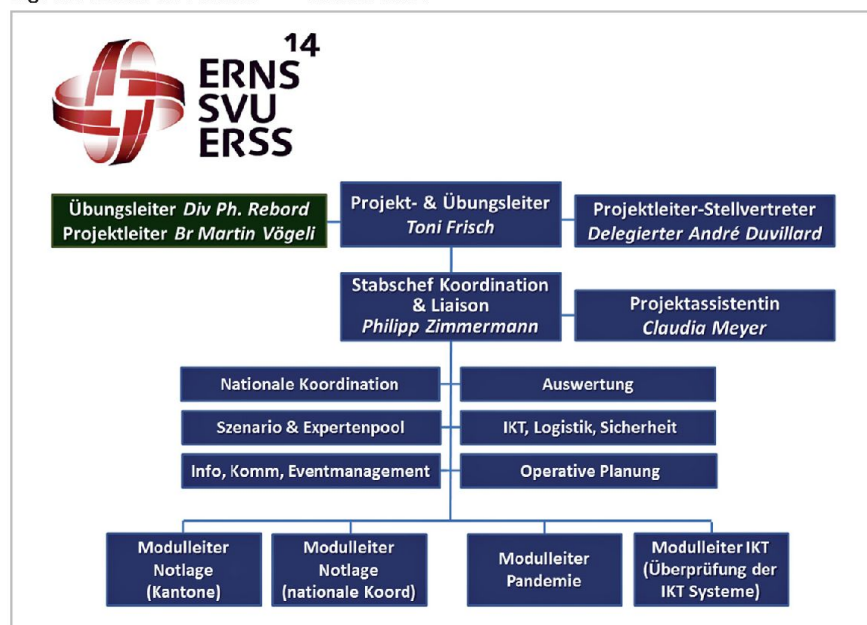 14
ERNS
SVU
ERSS
Übungsleiter Div Ph. Rebord
Projektleiter Br Martin Vögeli
Projekt- & Übungsleiter
Toni Frisch
Projektleiter-Stellvertreter
Delegierter André Duvillard
Stabschef Koordination
& Liaison
Philipp Zimmermann
Projektassistentin
Claudia Meyer
Nationale Koordination
Auswertung
Szenario & Expertenpool
IKT, Logistik, Sicherheit
Info, Komm, Eventmanagement
Operative Planung
Modulleiter
Notlage
(Kantone)
Modulleiter
Notlage
(nationale Koord)
Modulleiter
Pandemie
Modulleiter IKT
(Überprüfung der
IKT Systeme)